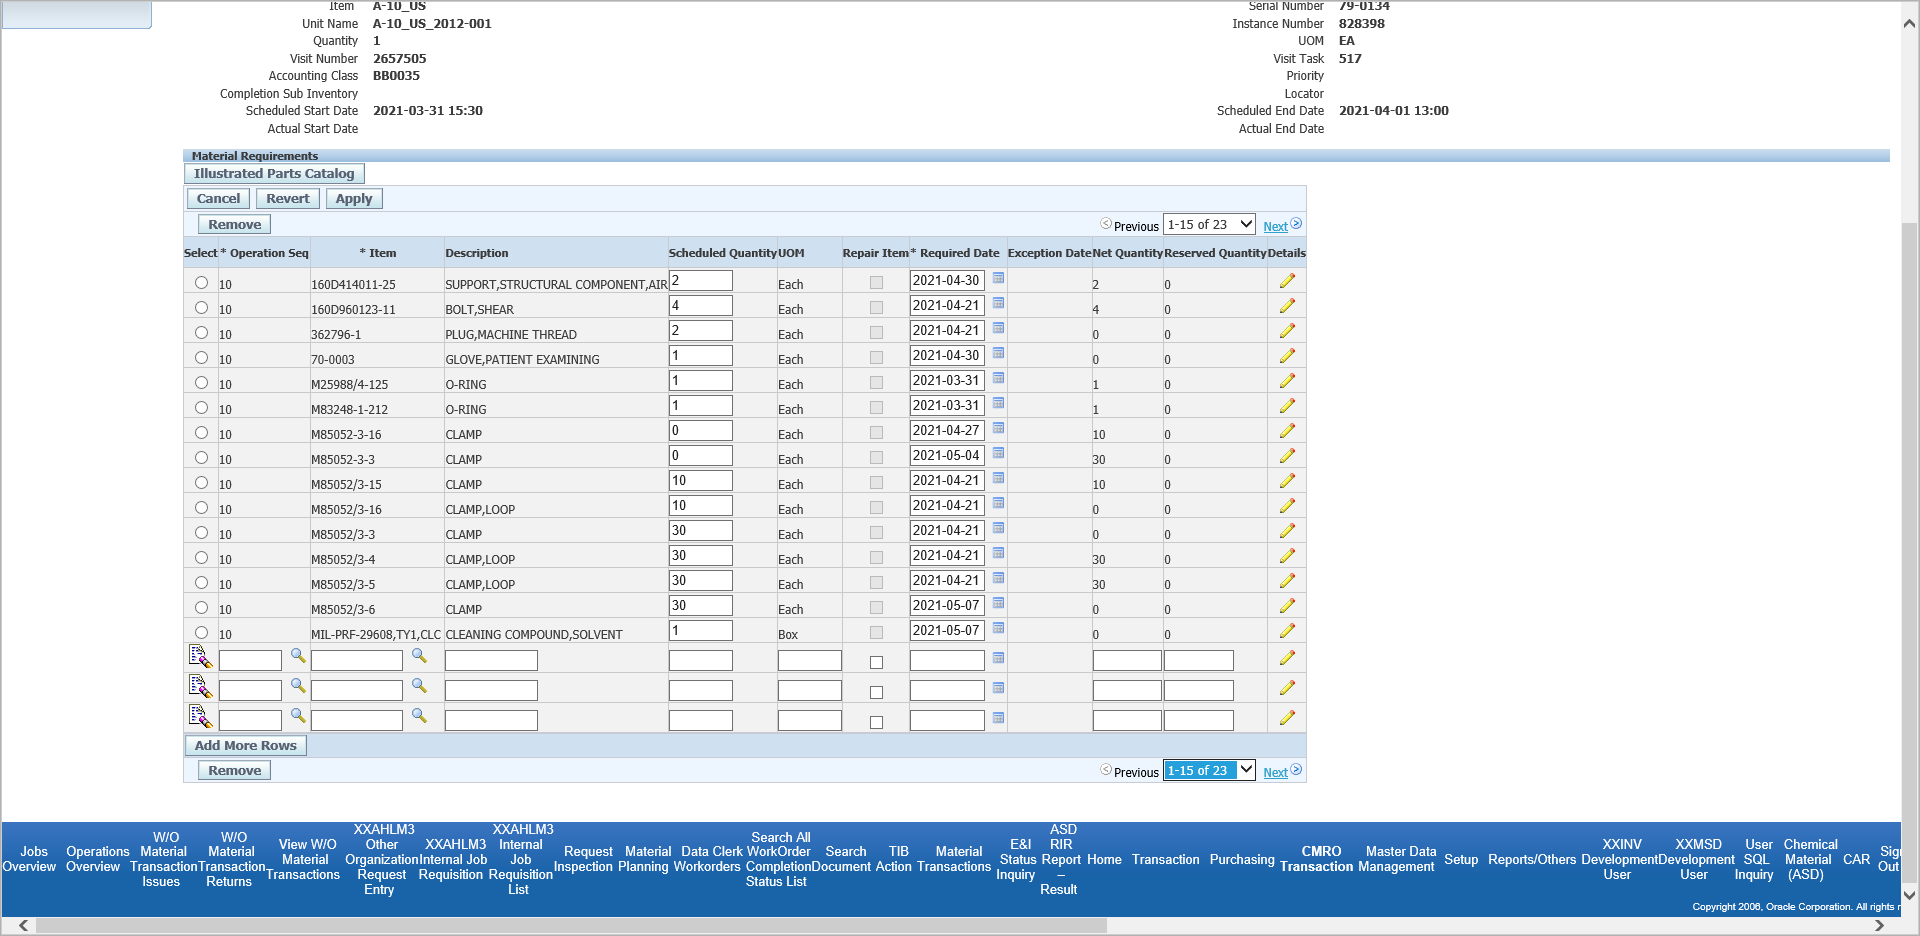 Item A-10_US Serial Number 79-0134
Unit Name A-10_US_2012-001 Instance Number 828398
Quantity 1 UOM EA
Visit Number 2657505 Visit Task 517
Accounting Class BB0035 Priority
Completion Sub Inventory Locator
Scheduled Start Date 2021-03-31 15:30 Scheduled End Date 2021-04-01 13:00
Actual Start Date Actual End Date
Material Requirements
Illustrated Parts Catalog
Cancel Revert Apply
Remove Previous 1-15 of 23 Next
Select * Operation Seq * Item Description Scheduled Quantity UOM Repair Item * Required Date Exception Date Net Quantity Reserved Quantity Details
10 160D414011-25 SUPPORT,STRUCTURAL COMPONENT,AIR 2 Each 2021-04-30 2 0
10 160D960123-11 BOLT,SHEAR 4 Each 2021-04-21 4 0
10 362796-1 PLUG,MACHINE THREAD 2 Each 2021-04-21 0 0
10 70-0003 GLOVE,PATIENT EXAMINING 1 Each 2021-04-30 0 0
10 M25988/4-125 O-RING 1 Each 2021-03-31 1 0
10 M83248-1-212 O-RING 1 Each 2021-03-31 1 0
10 M85052-3-16 CLAMP 0 Each 2021-04-27 10 0
10 M85052-3-3 CLAMP 0 Each 2021-05-04 30 0
10 M85052/3-15 CLAMP 10 Each 2021-04-21 10 0
10 M85052/3-16 CLAMP,LOOP 10 Each 2021-04-21 0 0
10 M85052/3-3 CLAMP 30 Each 2021-04-21 0 0
10 M85052/3-4 CLAMP,LOOP 30 Each 2021-04-21 30 0
10 M85052/3-5 CLAMP,LOOP 30 Each 2021-04-21 30 0
10 M85052/3-6 CLAMP 30 Each 2021-05-07 0 0
10 MIL-PRF-29608,TY1,CLC CLEANING COMPOUND,SOLVENT 1 Box 2021-05-07 0 0
Add More Rows
Remove Previous 1-15 of 23 Next
Jobs
Overview
Operations
Overview
W/O
Material
Transaction
Issues
W/O
Material
Transaction
Returns
View W/O
Material
Transactions
XXAHLM3
Other
Organization
Request
Entry
XXAHLM3
Internal Job
Requisition
XXAHLM3
Internal
Job
Requisition
List
Request
Inspection
Material
Planning
Data Clerk
Workorders
Search All
WorkOrder
Completion
Status List
Search
Document
TIB
Action
Material
Transactions
E&I
Status
Inquiry
ASD
RIR
Report
–
Result
Home
Transaction
Purchasing
CMRO
Transaction
Master Data
Management
Setup
Reports/Others
XXINV
Development
User
XXMSD
Development
User
User
SQL
Inquiry
Chemical
Material
(ASD)
CAR
Sig
Out
Copyright 2006, Oracle Corporation. All rights r